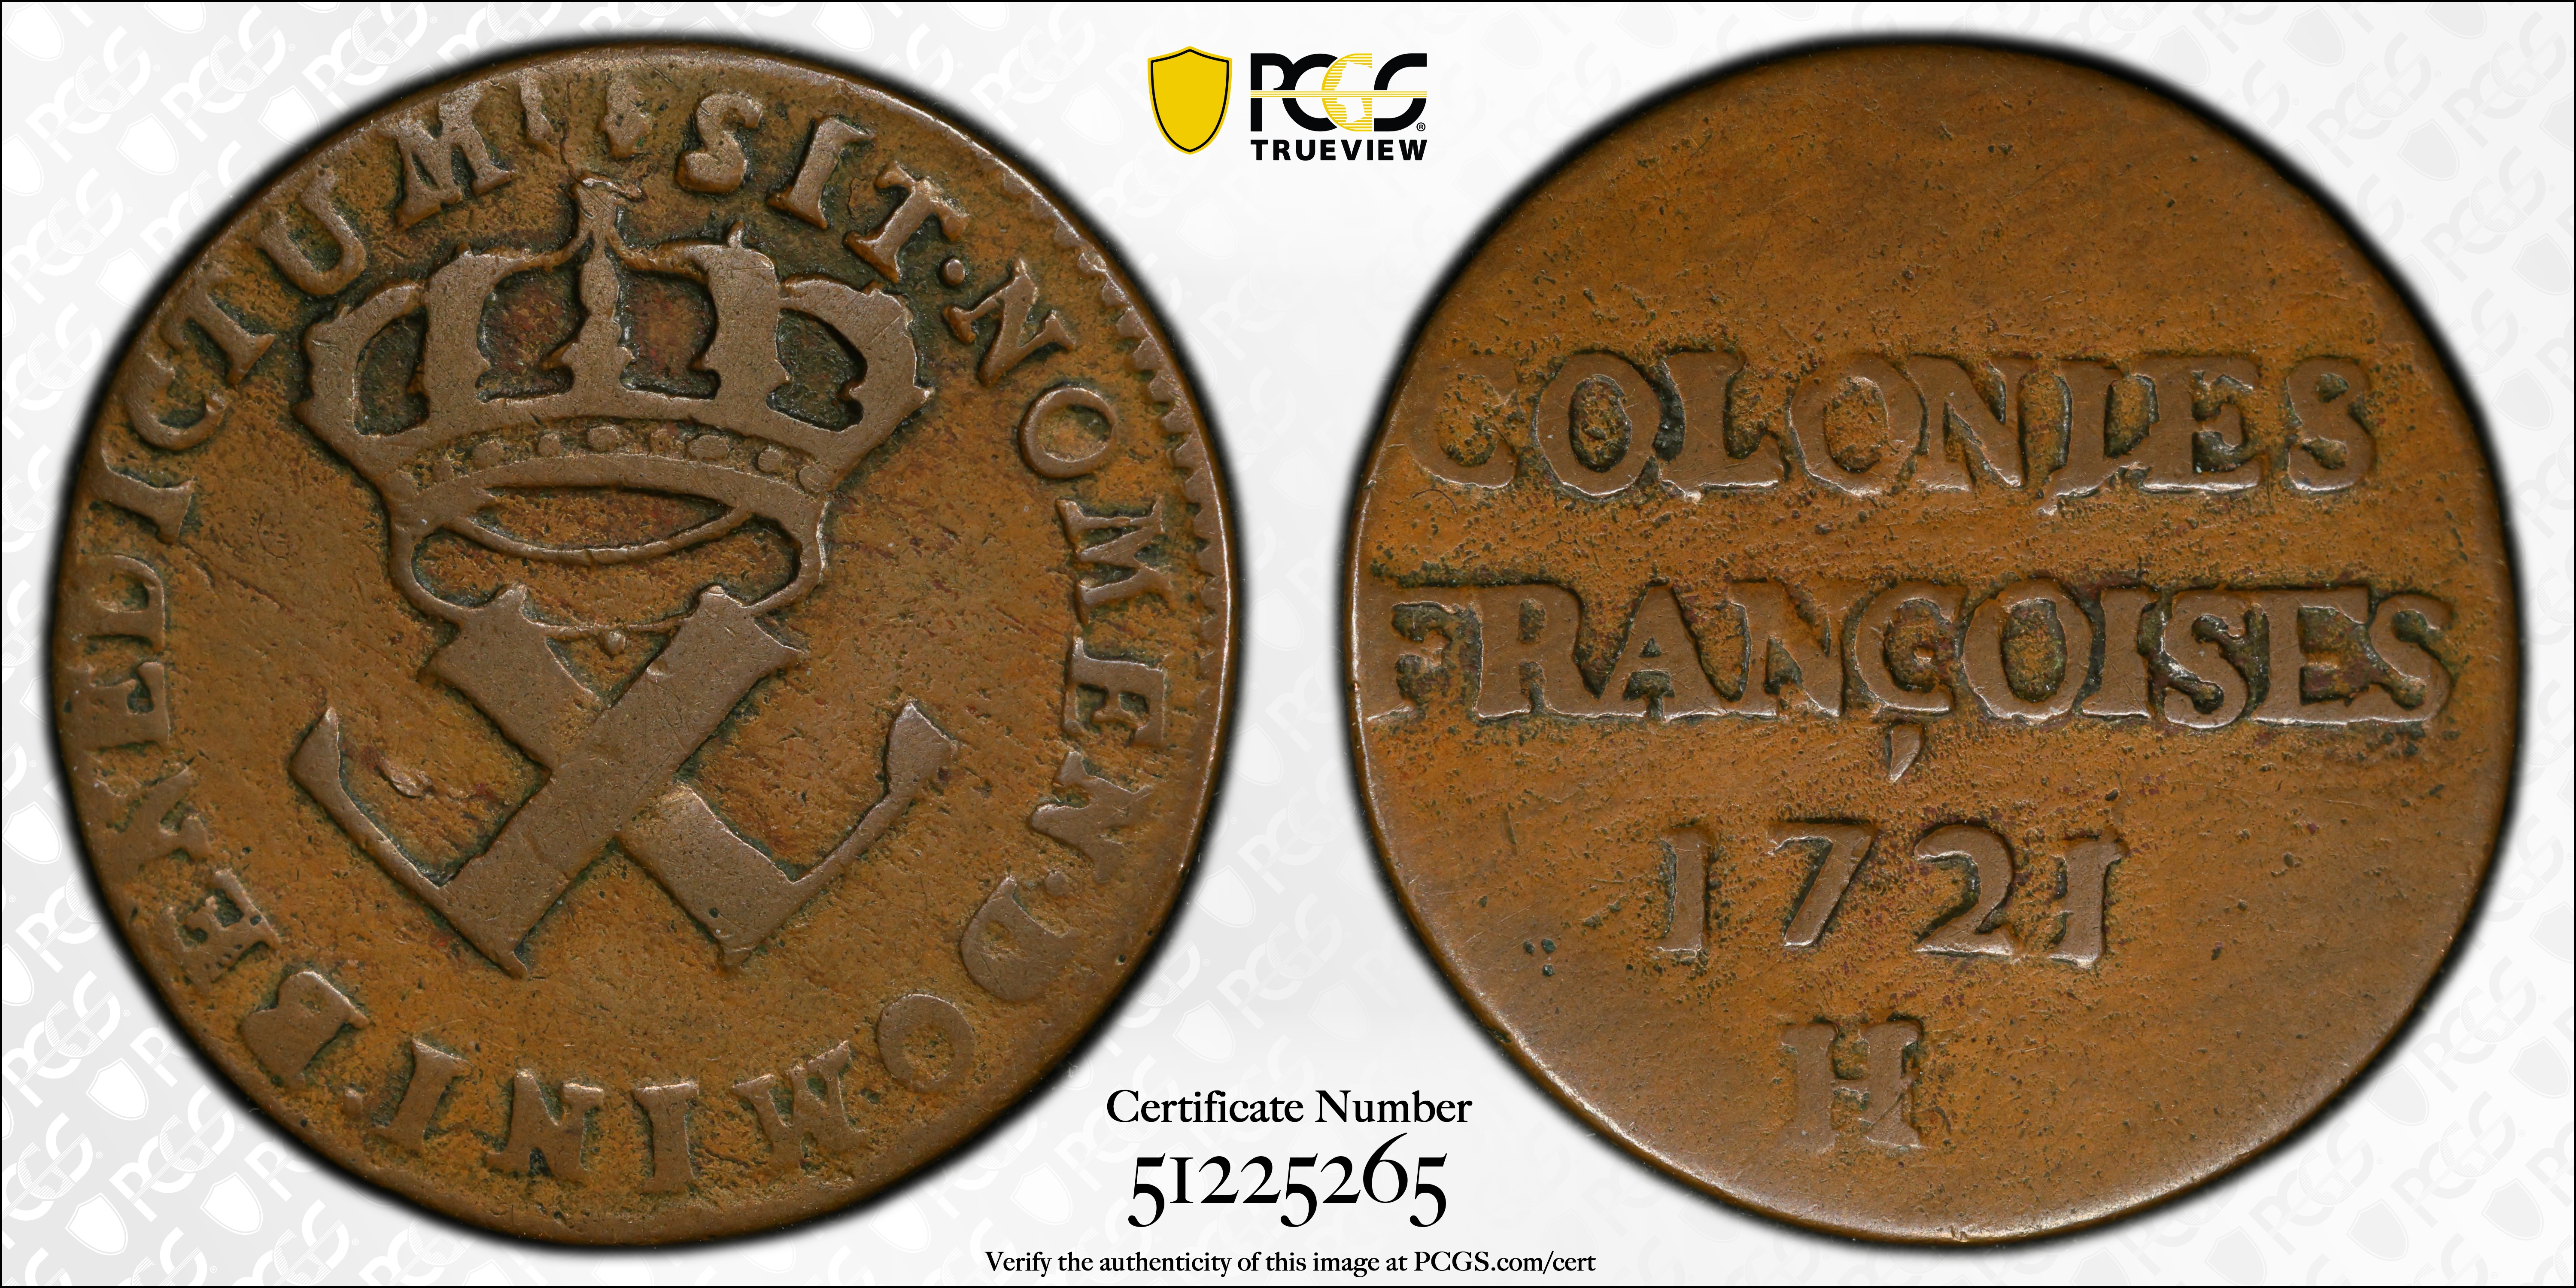 PCGS
TRUEVIEW
SIT·NOMEN·DOMINI·BENEDICTUM
COLONIES
FRANÇOISES
1721
H
Certificate Number
51225265
Verify the authenticity of this image at PCGS.com/cert